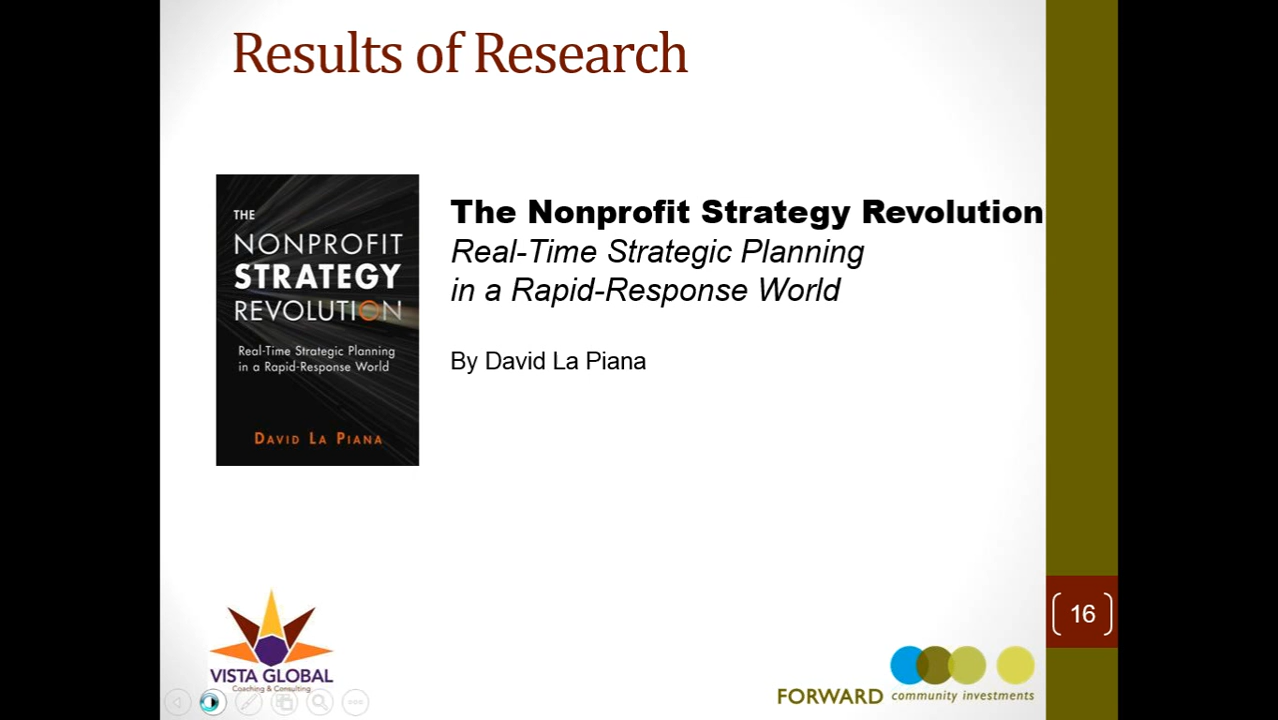 Results of Research
THE
NONPROFIT
STRATEGY
REVOLUTION
Real-Time Strategic Planning
in a Rapid-Response World
DAVID LA PIANA
The Nonprofit Strategy Revolution
Real-Time Strategic Planning
in a Rapid-Response World
By David La Piana
16
VISTA GLOBAL
Coaching & Consulting
FORWARD community investments